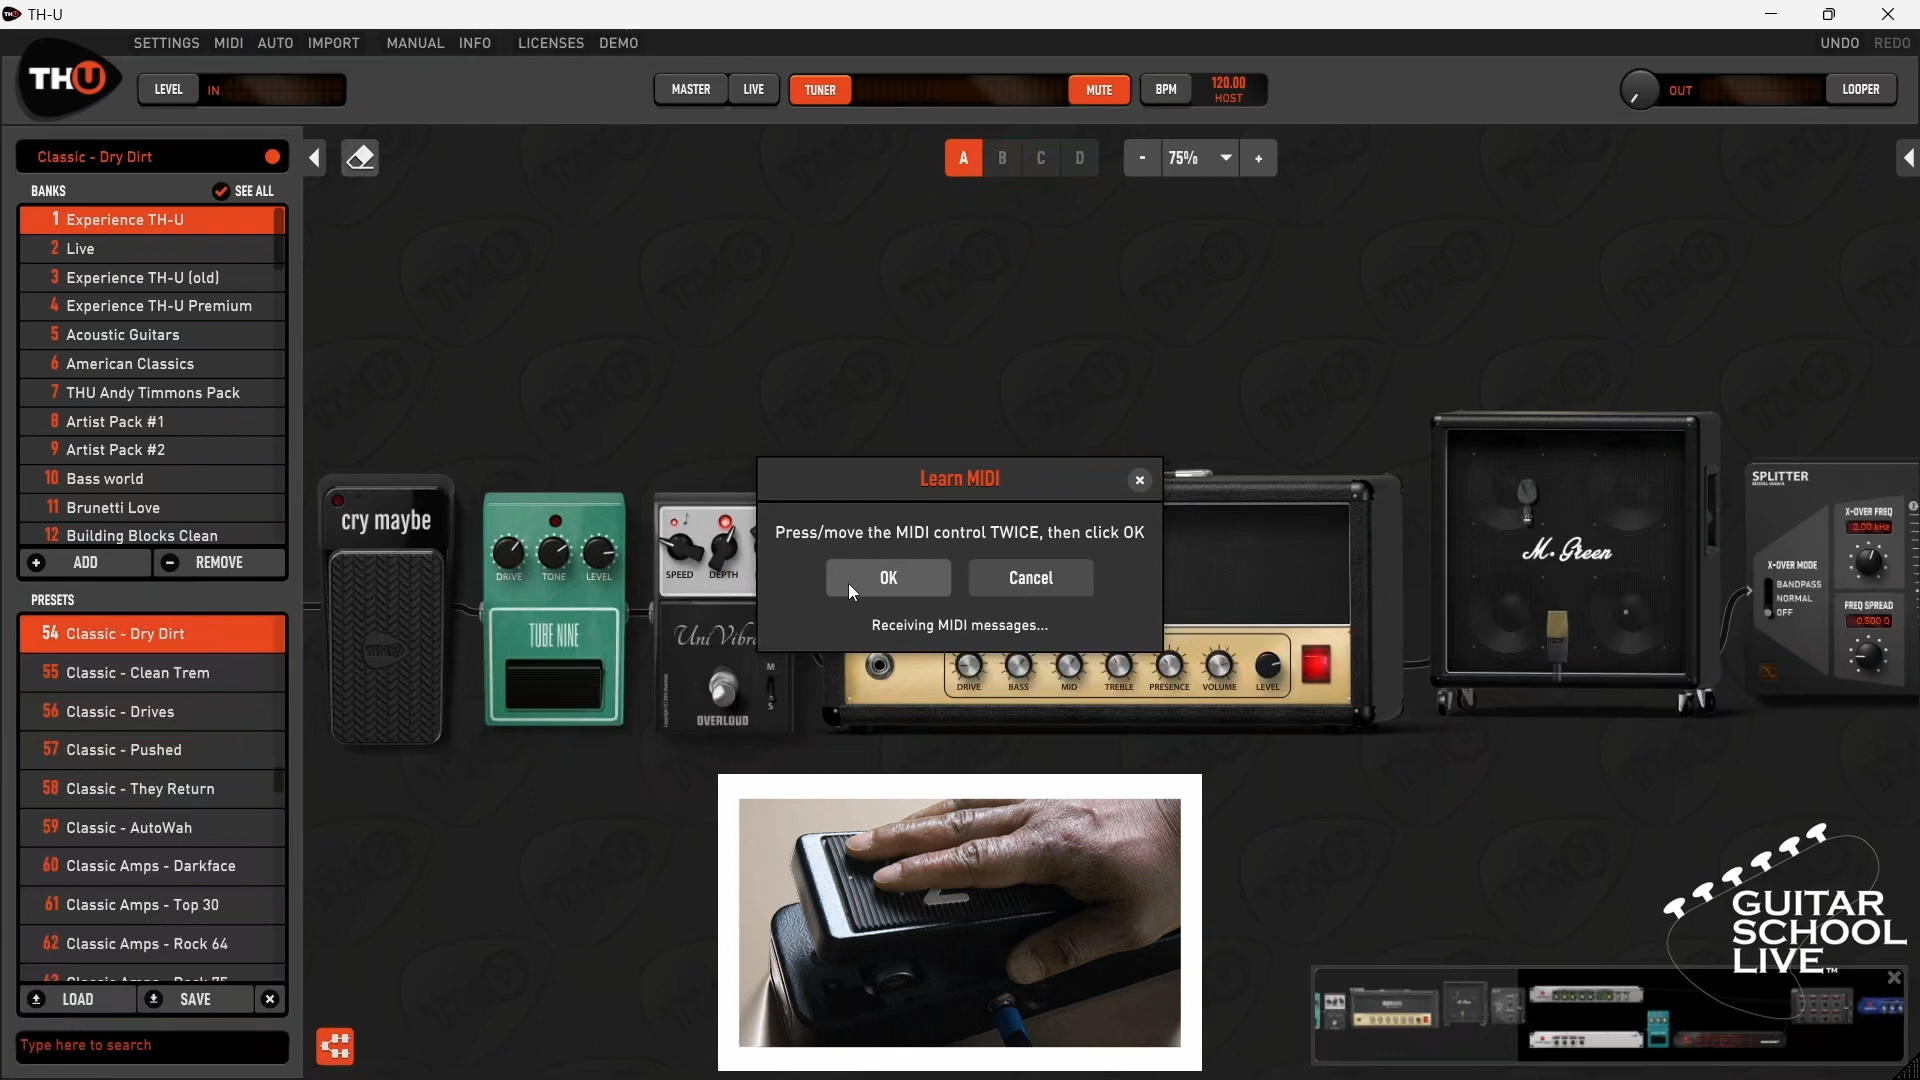 TH-U
SETTINGS MIDI AUTO IMPORT MANUAL INFO LICENSES DEMO
UNDO REDO
THU
LEVEL IN
MASTER LIVE TUNER MUTE BPM 120.00
HOST
OUT LOOPER
Classic - Dry Dirt
A B C D - 75% +
BANKS SEE ALL
1 Experience TH-U
2 Live
3 Experience TH-U (old)
4 Experience TH-U Premium
5 Acoustic Guitars
6 American Classics
7 THU Andy Timmons Pack
8 Artist Pack #1
9 Artist Pack #2
10 Bass world
11 Brunetti Love
12 Building Blocks Clean
+ ADD - REMOVE
PRESETS
54 Classic - Dry Dirt
55 Classic - Clean Trem
56 Classic - Drives
57 Classic - Pushed
58 Classic - They Return
59 Classic - AutoWah
60 Classic Amps - Darkface
61 Classic Amps - Top 30
62 Classic Amps - Rock 64
LOAD SAVE
Type here to search
cry maybe
DRIVE TONE LEVEL
TUBE NINE
SPEED DEPTH
UniVibr
M
S
OVERLOUD
Learn MIDI
Press/move the MIDI control TWICE, then click OK
OK Cancel
Receiving MIDI messages...
DRIVE BASS MID TREBLE PRESENCE VOLUME LEVEL
M. Green
SPLITTER
X-OVER FREQ
2.00 kHz
X-OVER MODE
BANDPASS
NORMAL
OFF
FREQ SPREAD
0.500 0
GUITAR
SCHOOL
LIVE™